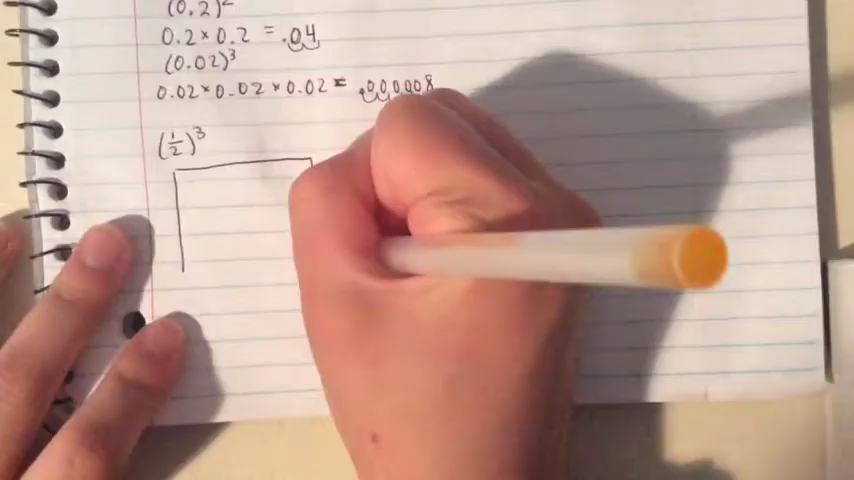 (0.2)²
0.2 × 0.2 = .04
(0.02)³
0.02 × 0.02 × 0.02 = .000008
(1/2)³